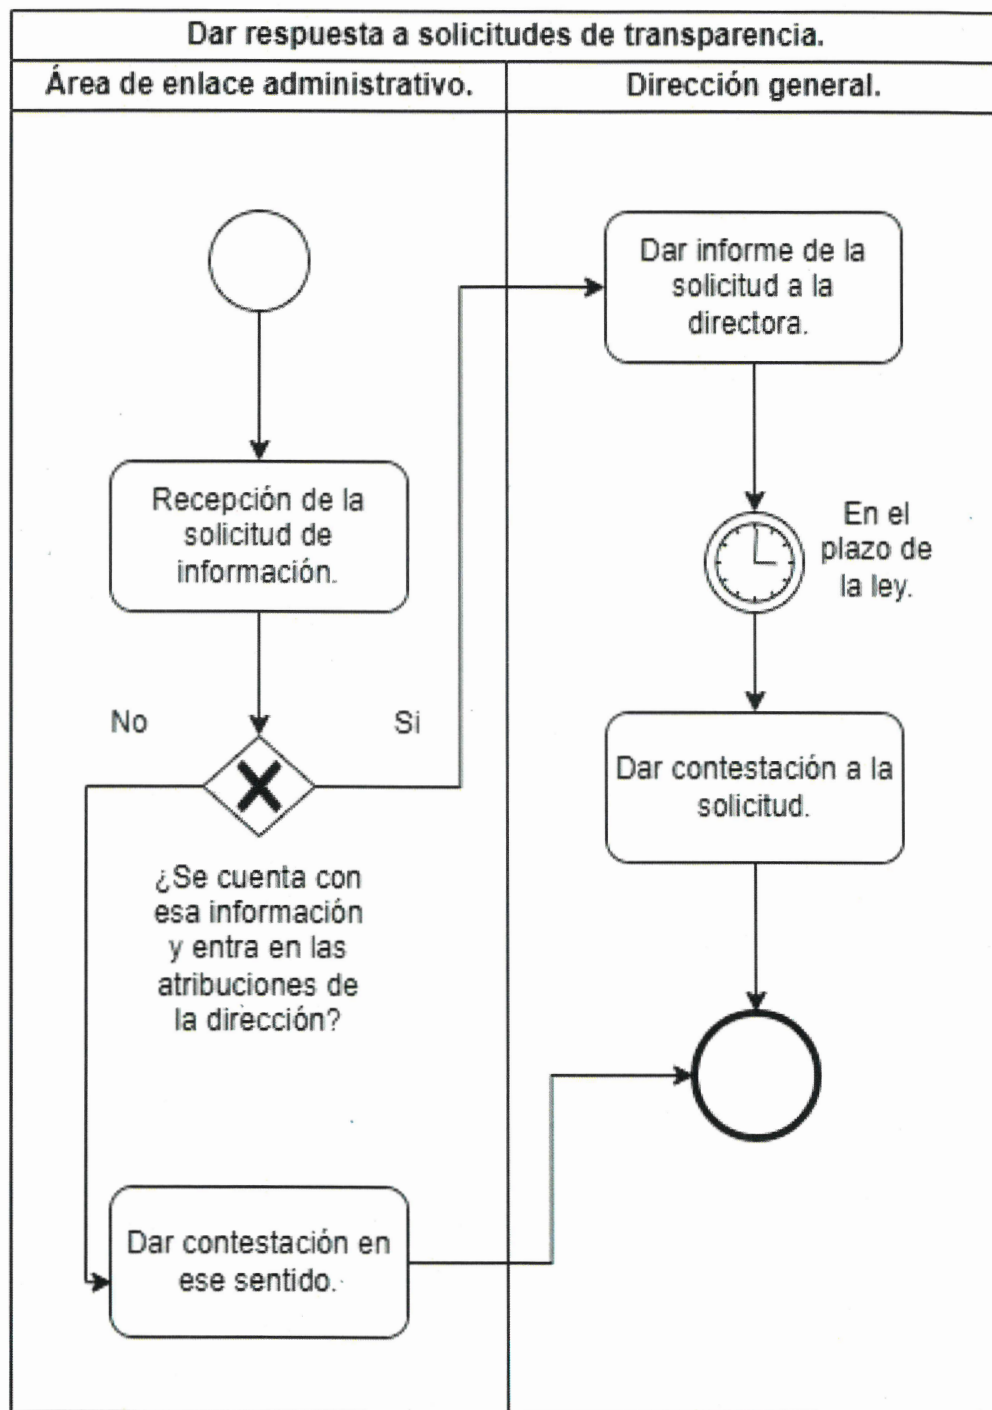 Dar respuesta a solicitudes de transparencia.
Área de enlace administrativo.
Dirección general.
Recepción de la
solicitud de
información.
No
Si
¿Se cuenta con
esa información
y entra en las
atribuciones de
la dirección?
Dar contestación en
ese sentido.
Dar informe de la
solicitud a la
directora.
En el
plazo de
la ley.
Dar contestación a la
solicitud.